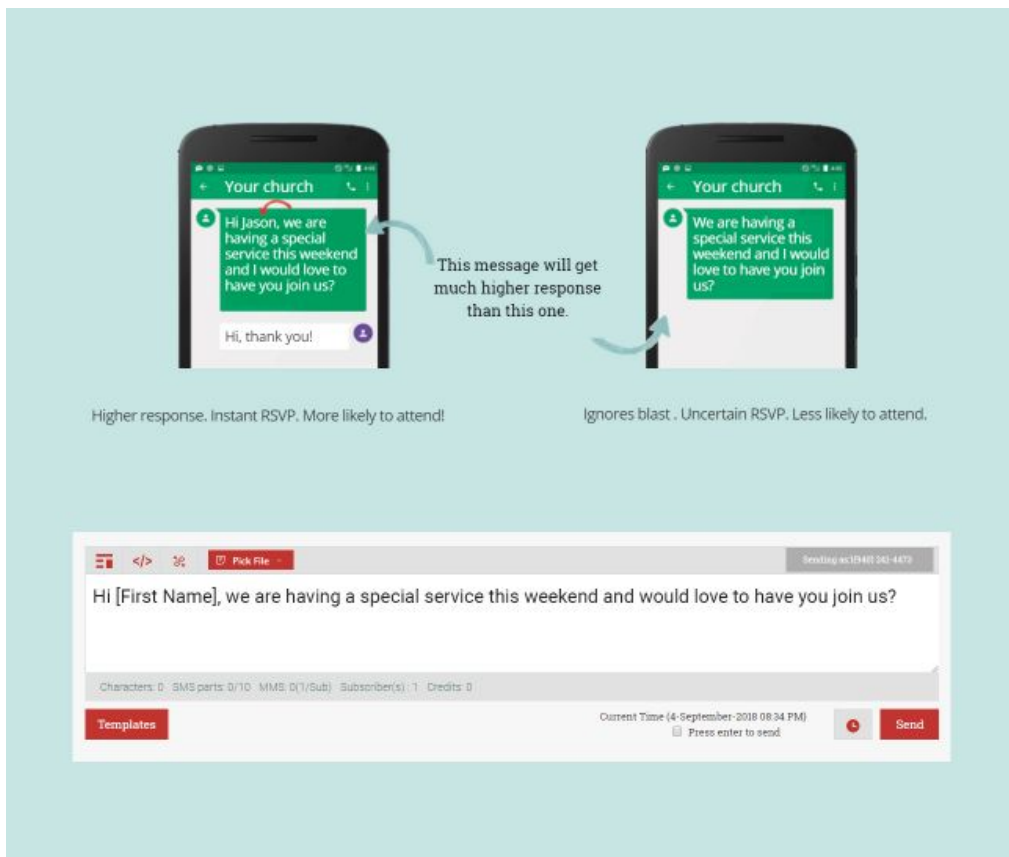 Your church
Hi Jason, we are
having a special
service this weekend
and I would love to
have you join us?
Hi, thank you!
This message will get
much higher response
than this one.
Your church
We are having a
special service this
weekend and I would
love to have you join
us?
Higher response. Instant RSVP. More likely to attend!
Ignores blast . Uncertain RSVP. Less likely to attend.
</> Pick File
Hi [First Name], we are having a special service this weekend and would love to have you join us?
Characters: 0 SMS parts: 0/10 MMS: 0(1/Sub) Subscriber(s) : 1 Credits: 0
Templates
Current Time (4-September-2018 08:34 PM)
Press enter to send
Send